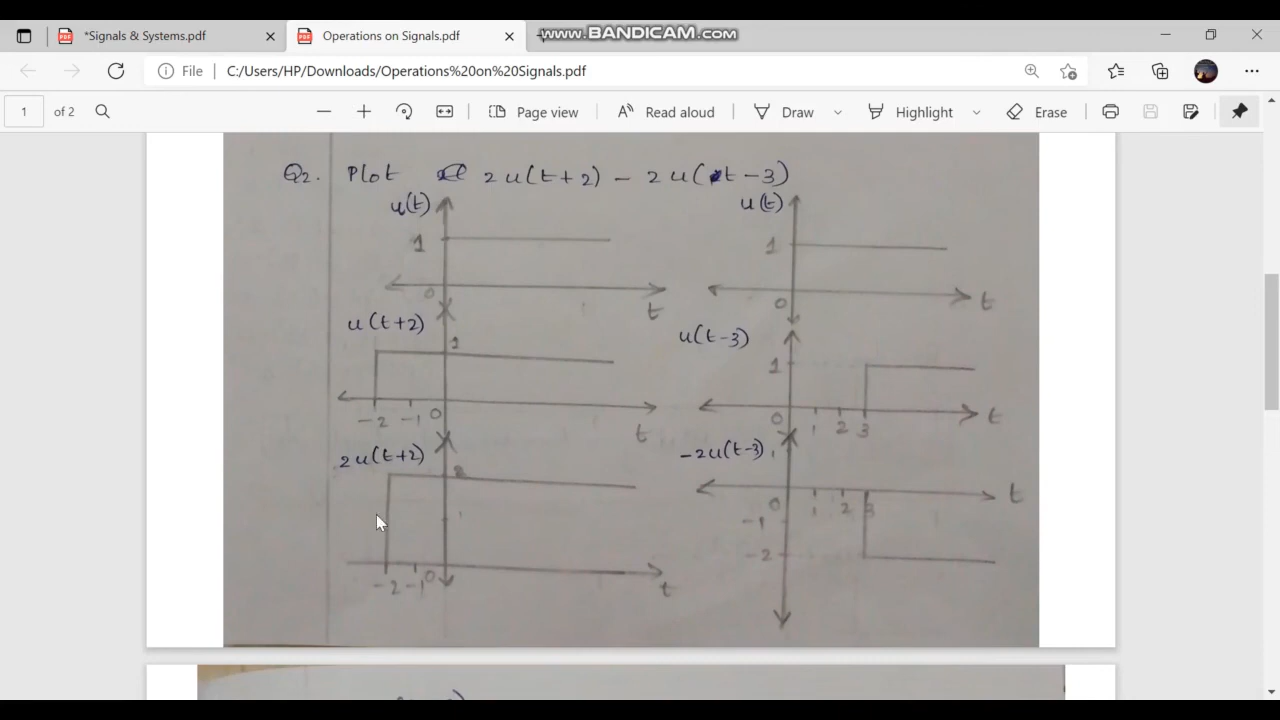 *Signals & Systems.pdf
Operations on Signals.pdf
www.BANDICAM.com
File
C:/Users/HP/Downloads/Operations%20on%20Signals.pdf
1 of 2
Page view
Read aloud
Draw
Highlight
Erase
Q2. Plot 2u(t+2) - 2u(t-3)
u(t)
1
0
t
u(t+2)
1
-2 -1 0
t
2u(t+2)
2
-2 -1 0
t
u(t)
1
0
t
u(t-3)
1
0 1 2 3
t
-2u(t-3)
0 1 2 3
t
-1
-2